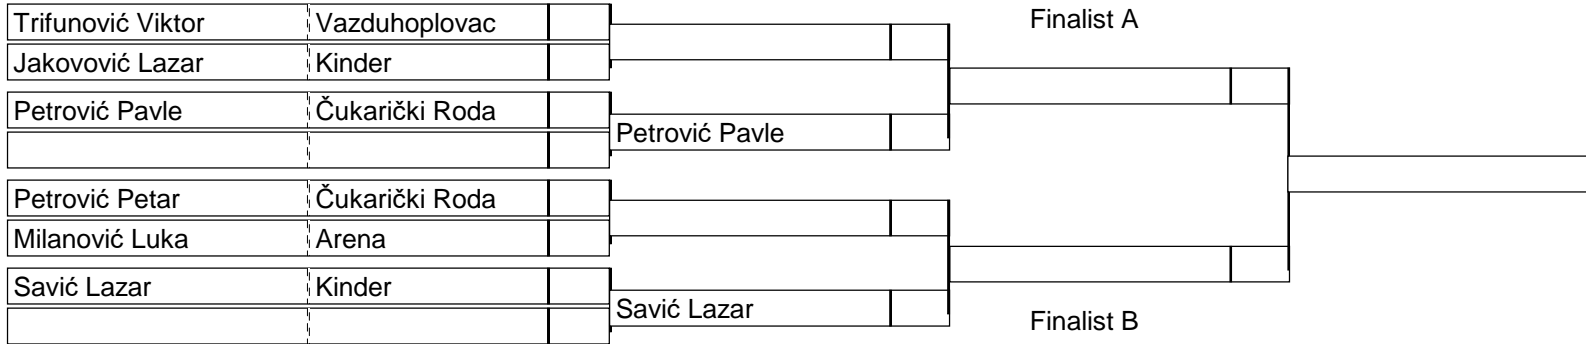 Trifunović Viktor Vazduhoplovac
Finalist A
Jakovović Lazar Kinder
Petrović Pavle Čukarički Roda
Petrović Pavle
Petrović Petar Čukarički Roda
Milanović Luka Arena
Savić Lazar Kinder
Savić Lazar
Finalist B